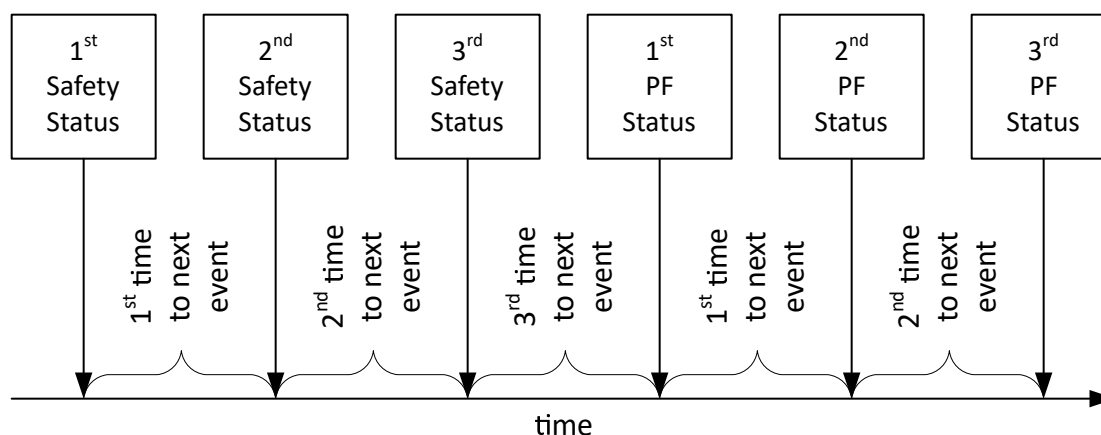 1st
Safety
Status
2nd
Safety
Status
3rd
Safety
Status
1st
PF
Status
2nd
PF
Status
3rd
PF
Status
1st time
to next
event
2nd time
to next
event
3rd time
to next
event
1st time
to next
event
2nd time
to next
event
time